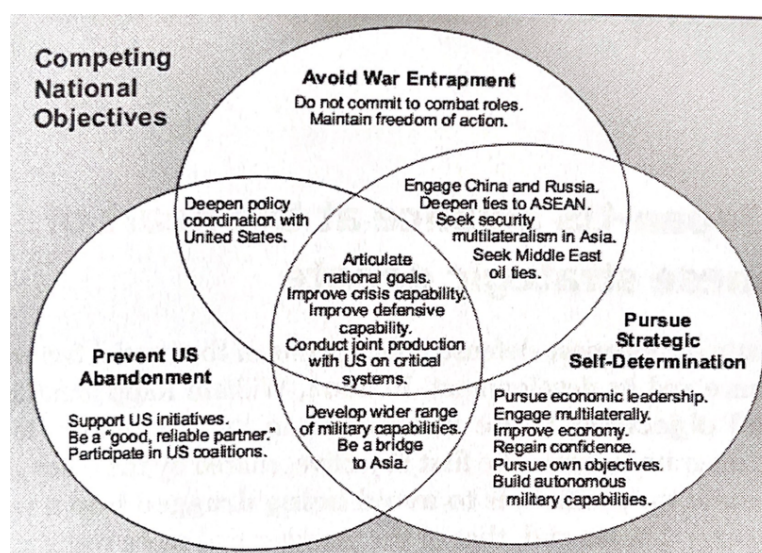 Competing
National
Objectives
Avoid War Entrapment
Do not commit to combat roles.
Maintain freedom of action.
Deepen policy
coordination with
United States.
Engage China and Russia.
Deepen ties to ASEAN.
Seek security
multilateralism in Asia.
Seek Middle East
oil ties.
Articulate
national goals.
Improve crisis capability.
Improve defensive
capability.
Conduct joint production
with US on critical
systems.
Prevent US
Abandonment
Support US initiatives.
Be a "good, reliable partner."
Participate in US coalitions.
Develop wider range
of military capabilities.
Be a bridge
to Asia.
Pursue
Strategic
Self-Determination
Pursue economic leadership.
Engage multilaterally.
Improve economy.
Regain confidence.
Pursue own objectives.
Build autonomous
military capabilities.